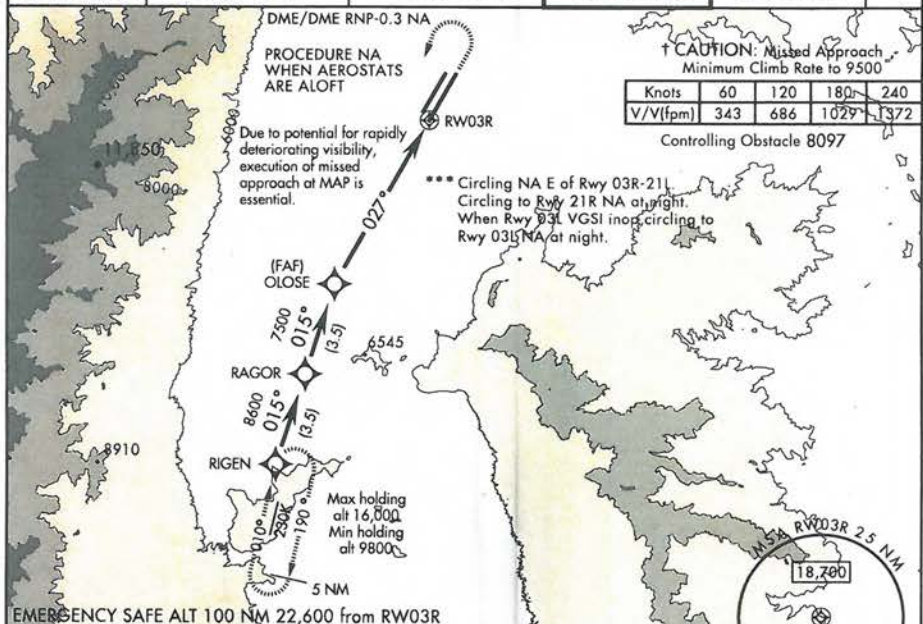 DME/DME RNP-0.3 NA
PROCEDURE NA
WHEN AEROSTATS
ARE ALOFT
† CAUTION: Missed Approach
Minimum Climb Rate to 9500
Knots 60 120 180 240
V/V(fpm) 343 686 1029 1372
Controlling Obstacle 8097
RW03R
Due to potential for rapidly
deteriorating visibility,
execution of missed
approach at MAP is
essential.
*** Circling NA E of Rwy 03R-21L.
Circling to Rwy 21R NA at night.
When Rwy 03L VGSI inop circling to
Rwy 03L NA at night.
6000
11,850
8000
027°
(FAF)
OLOSE
7500
015°
(3.5)
6545
RAGOR
8600
015°
(3.5)
8910
RIGEN
010°
230K
190°
Max holding
alt 16,000
Min holding
alt 9800
5 NM
MSA RW03R 25 NM
18,700
EMERGENCY SAFE ALT 100 NM 22,600 from RW03R